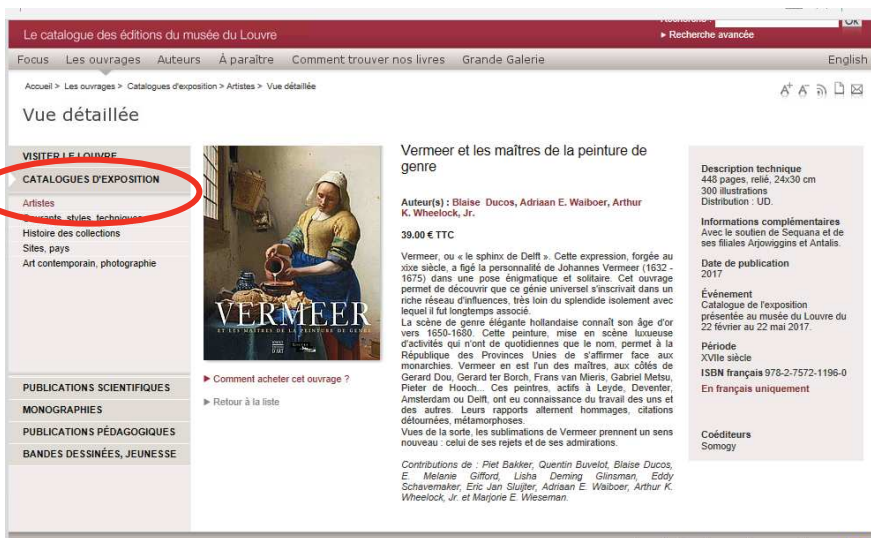 Recherche :
OK
Le catalogue des éditions du musée du Louvre
► Recherche avancée
Focus Les ouvrages Auteurs À paraître Comment trouver nos livres Grande Galerie English
Accueil > Les ouvrages > Catalogues d'exposition > Artistes > Vue détaillée
Vue détaillée
VISITER LE LOUVRE
CATALOGUES D'EXPOSITION
Artistes
Courants, styles, techniques
Histoire des collections
Sites, pays
Art contemporain, photographie
PUBLICATIONS SCIENTIFIQUES
MONOGRAPHIES
PUBLICATIONS PÉDAGOGIQUES
BANDES DESSINÉES, JEUNESSE
VERMEER
ET LES MAÎTRES DE LA PEINTURE DE GENRE
► Comment acheter cet ouvrage ?
► Retour à la liste
Vermeer et les maîtres de la peinture de
genre
Auteur(s) : Blaise Ducos, Adriaan E. Waiboer, Arthur
K. Wheelock, Jr.
39.00 € TTC
Vermeer, ou « le sphinx de Delft ». Cette expression, forgée au
xixe siècle, a figé la personnalité de Johannes Vermeer (1632 -
1675) dans une pose énigmatique et solitaire. Cet ouvrage
permet de découvrir que ce génie universel s'inscrivait dans un
riche réseau d'influences, très loin du splendide isolement avec
lequel il fut longtemps associé.
La scène de genre élégante hollandaise connaît son âge d'or
vers 1650-1680. Cette peinture, mise en scène luxueuse
d'activités qui n'ont de quotidiennes que le nom, permet à la
République des Provinces Unies de s'affirmer face aux
monarchies. Vermeer en est l'un des maîtres, aux côtés de
Gerard Dou, Gerard ter Borch, Frans van Mieris, Gabriel Metsu,
Pieter de Hooch... Ces peintres, actifs à Leyde, Deventer,
Amsterdam ou Delft, ont eu connaissance du travail des uns et
des autres. Leurs rapports alternent hommages, citations
détournées, métamorphoses.
Vues de la sorte, les sublimations de Vermeer prennent un sens
nouveau : celui de ses rejets et de ses admirations.
Contributions de : Piet Bakker, Quentin Buvelot, Blaise Ducos,
E. Melanie Gifford, Lisha Deming Glinsman, Eddy
Schavemaker, Eric Jan Sluijter, Adriaan E. Waiboer, Arthur K.
Wheelock, Jr. et Marjorie E. Wieseman.
Description technique
448 pages, relié, 24x30 cm
300 illustrations
Distribution : UD.
Informations complémentaires
Avec le soutien de Sequana et de
ses filiales Arjowiggins et Antalis.
Date de publication
2017
Événement
Catalogue de l'exposition
présentée au musée du Louvre du
22 février au 22 mai 2017.
Période
XVIIe siècle
ISBN français 978-2-7572-1196-0
En français uniquement
Coéditeurs
Somogy